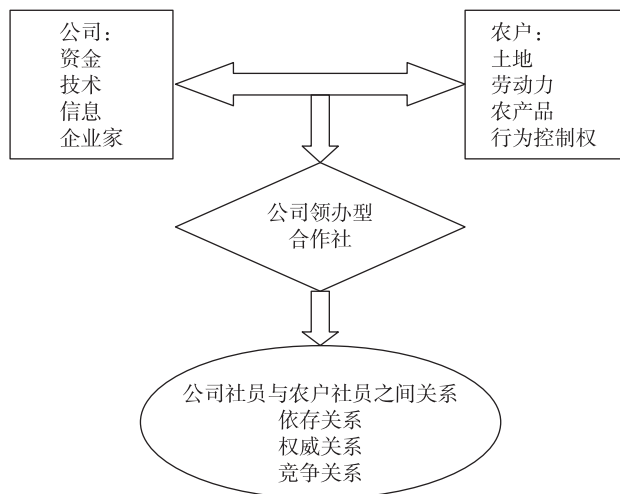 公司：
资金
技术
信息
企业家
农户：
土地
劳动力
农产品
行为控制权
公司领办型
合作社
公司社员与农户社员之间关系
依存关系
权威关系
竞争关系